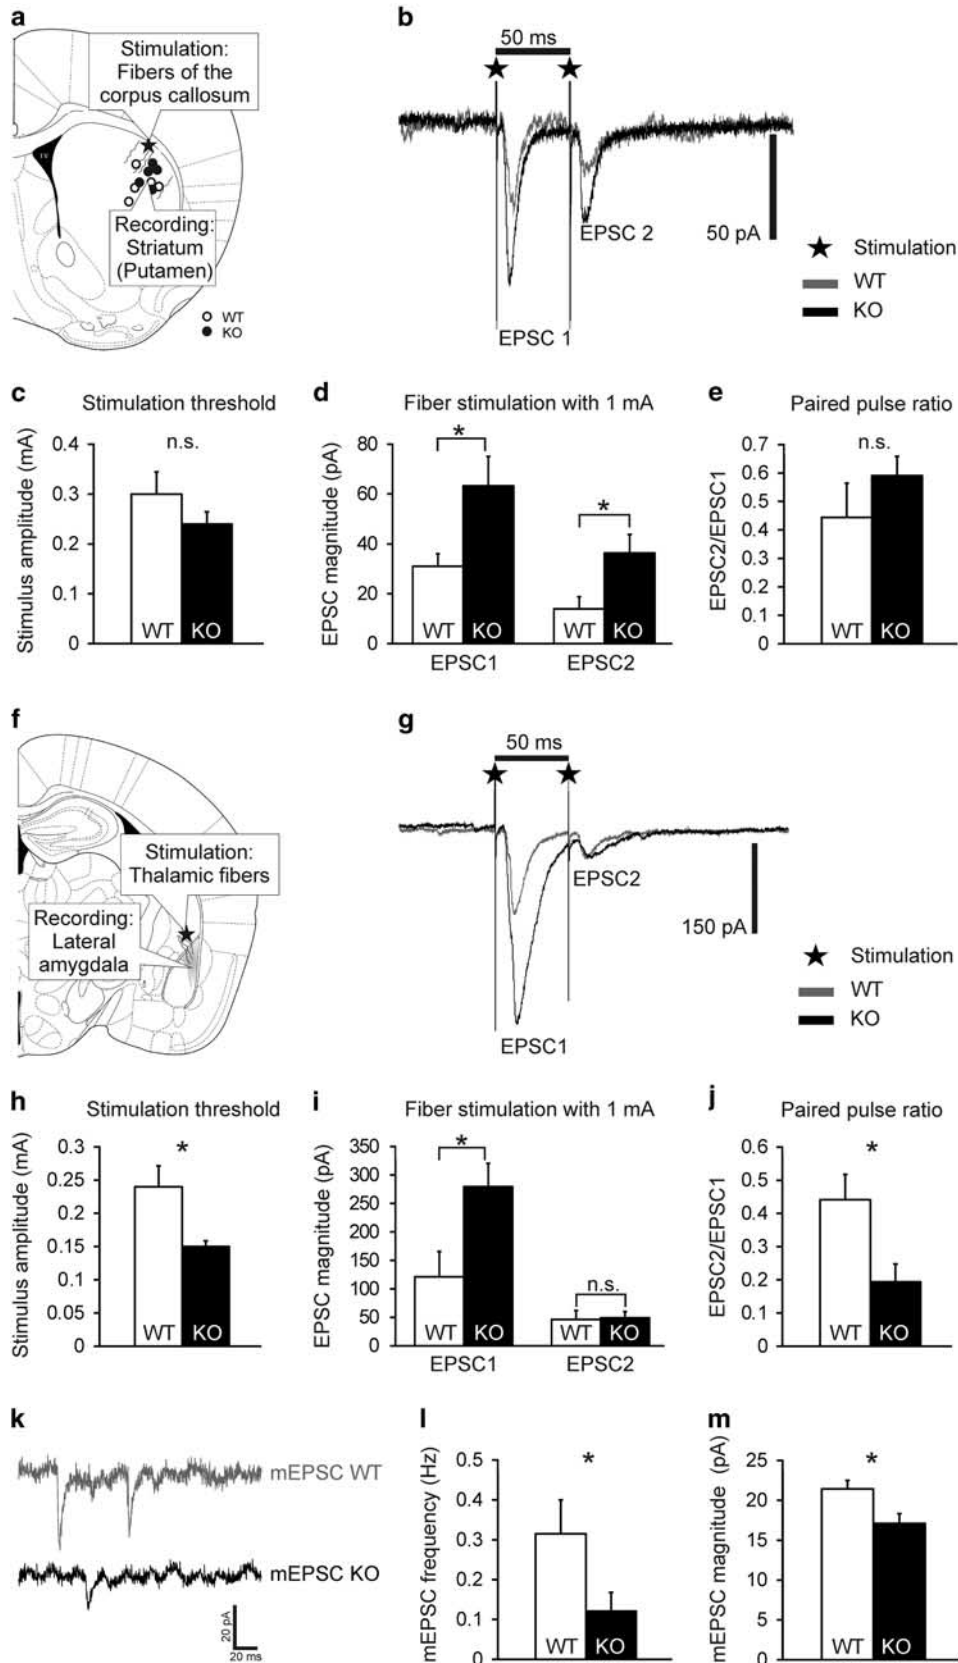 a
Stimulation:
Fibers of the
corpus callosum
Recording:
Striatum
(Putamen)
WT
KO
b
50 ms
EPSC 2
50 pA
EPSC 1
Stimulation
WT
KO
c
Stimulation threshold
n.s.
Stimulus amplitude (mA)
0.4
0.3
0.2
0.1
0
WT
KO
d
Fiber stimulation with 1 mA
EPSC magnitude (pA)
80
60
40
20
0
*
*
WT
KO
WT
KO
EPSC1
EPSC2
e
Paired pulse ratio
n.s.
EPSC2/EPSC1
0.7
0.6
0.5
0.4
0.3
0.2
0.1
0
WT
KO
f
Stimulation:
Thalamic fibers
Recording:
Lateral
amygdala
g
50 ms
EPSC2
150 pA
EPSC1
Stimulation
WT
KO
h
Stimulation threshold
*
Stimulus amplitude (mA)
0.3
0.25
0.2
0.15
0.1
0.05
0
WT
KO
i
Fiber stimulation with 1 mA
EPSC magnitude (pA)
350
300
250
200
150
100
50
0
*
n.s.
WT
KO
WT
KO
EPSC1
EPSC2
j
Paired pulse ratio
*
EPSC2/EPSC1
0.6
0.5
0.4
0.3
0.2
0.1
0
WT
KO
k
mEPSC WT
mEPSC KO
20 pA
20 ms
l
*
mEPSC frequency (Hz)
0.5
0.4
0.3
0.2
0.1
0
WT
KO
m
*
mEPSC magnitude (pA)
25
20
15
10
5
0
WT
KO